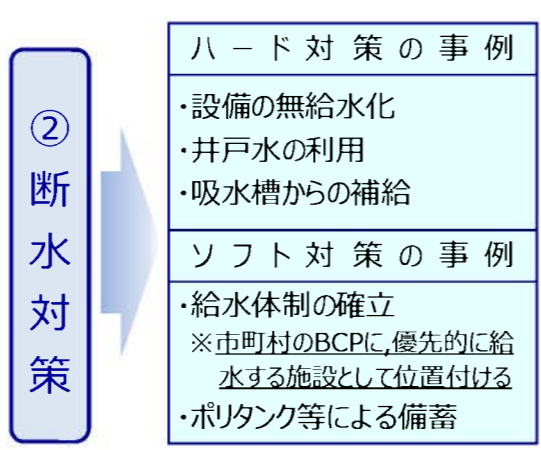 ②断水対策
ハード対策の事例
・設備の無給水化
・井戸水の利用
・吸水槽からの補給
ソフト対策の事例
・給水体制の確立
※市町村のBCPに,優先的に給
水する施設として位置付ける
・ポリタンク等による備蓄